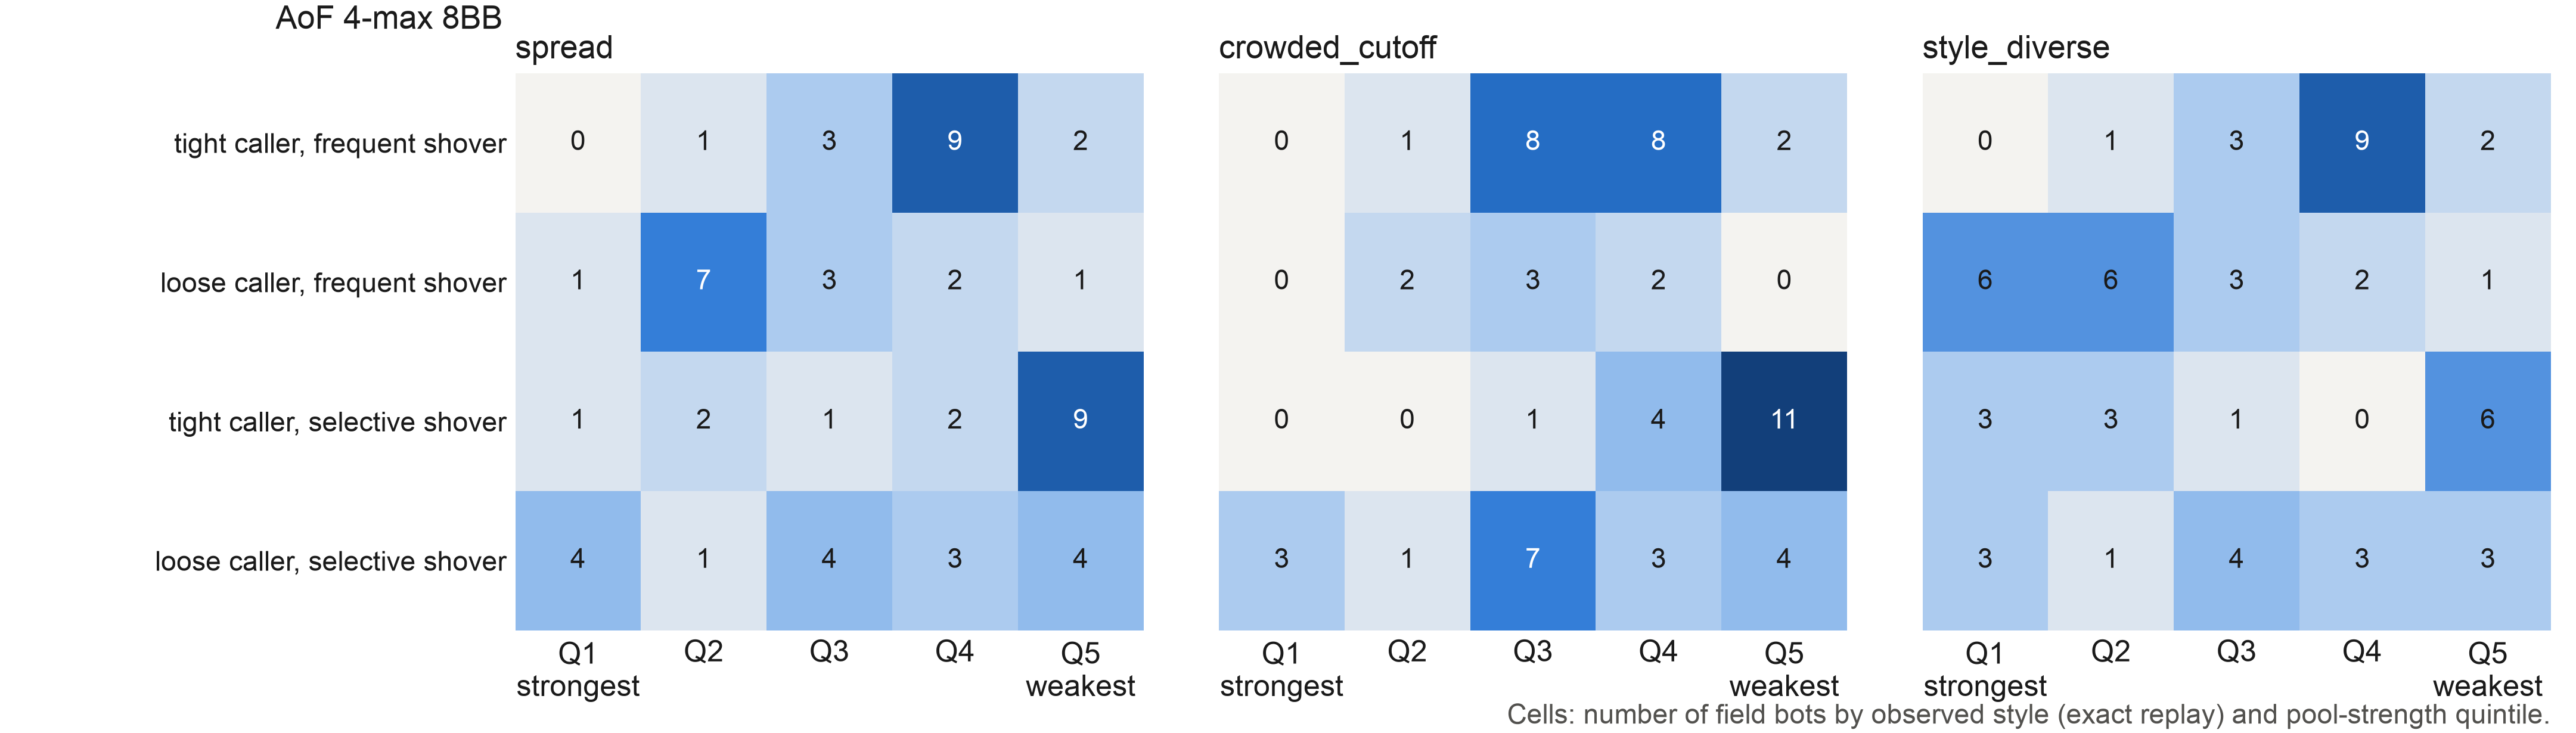 AoF 4-max 8BB
spread crowded_cutoff style_diverse
tight caller, frequent shover 0 1 3 9 2 0 1 8 8 2 0 1 3 9 2
loose caller, frequent shover 1 7 3 2 1 0 2 3 2 0 6 6 3 2 1
tight caller, selective shover 1 2 1 2 9 0 0 1 4 11 3 3 1 0 6
loose caller, selective shover 4 1 4 3 4 3 1 7 3 4 3 1 4 3 3
Q1 Q2 Q3 Q4 Q5 Q1 Q2 Q3 Q4 Q5 Q1 Q2 Q3 Q4 Q5
strongest weakest strongest weakest strongest weakest
Cells: number of field bots by observed style (exact replay) and pool-strength quintile.